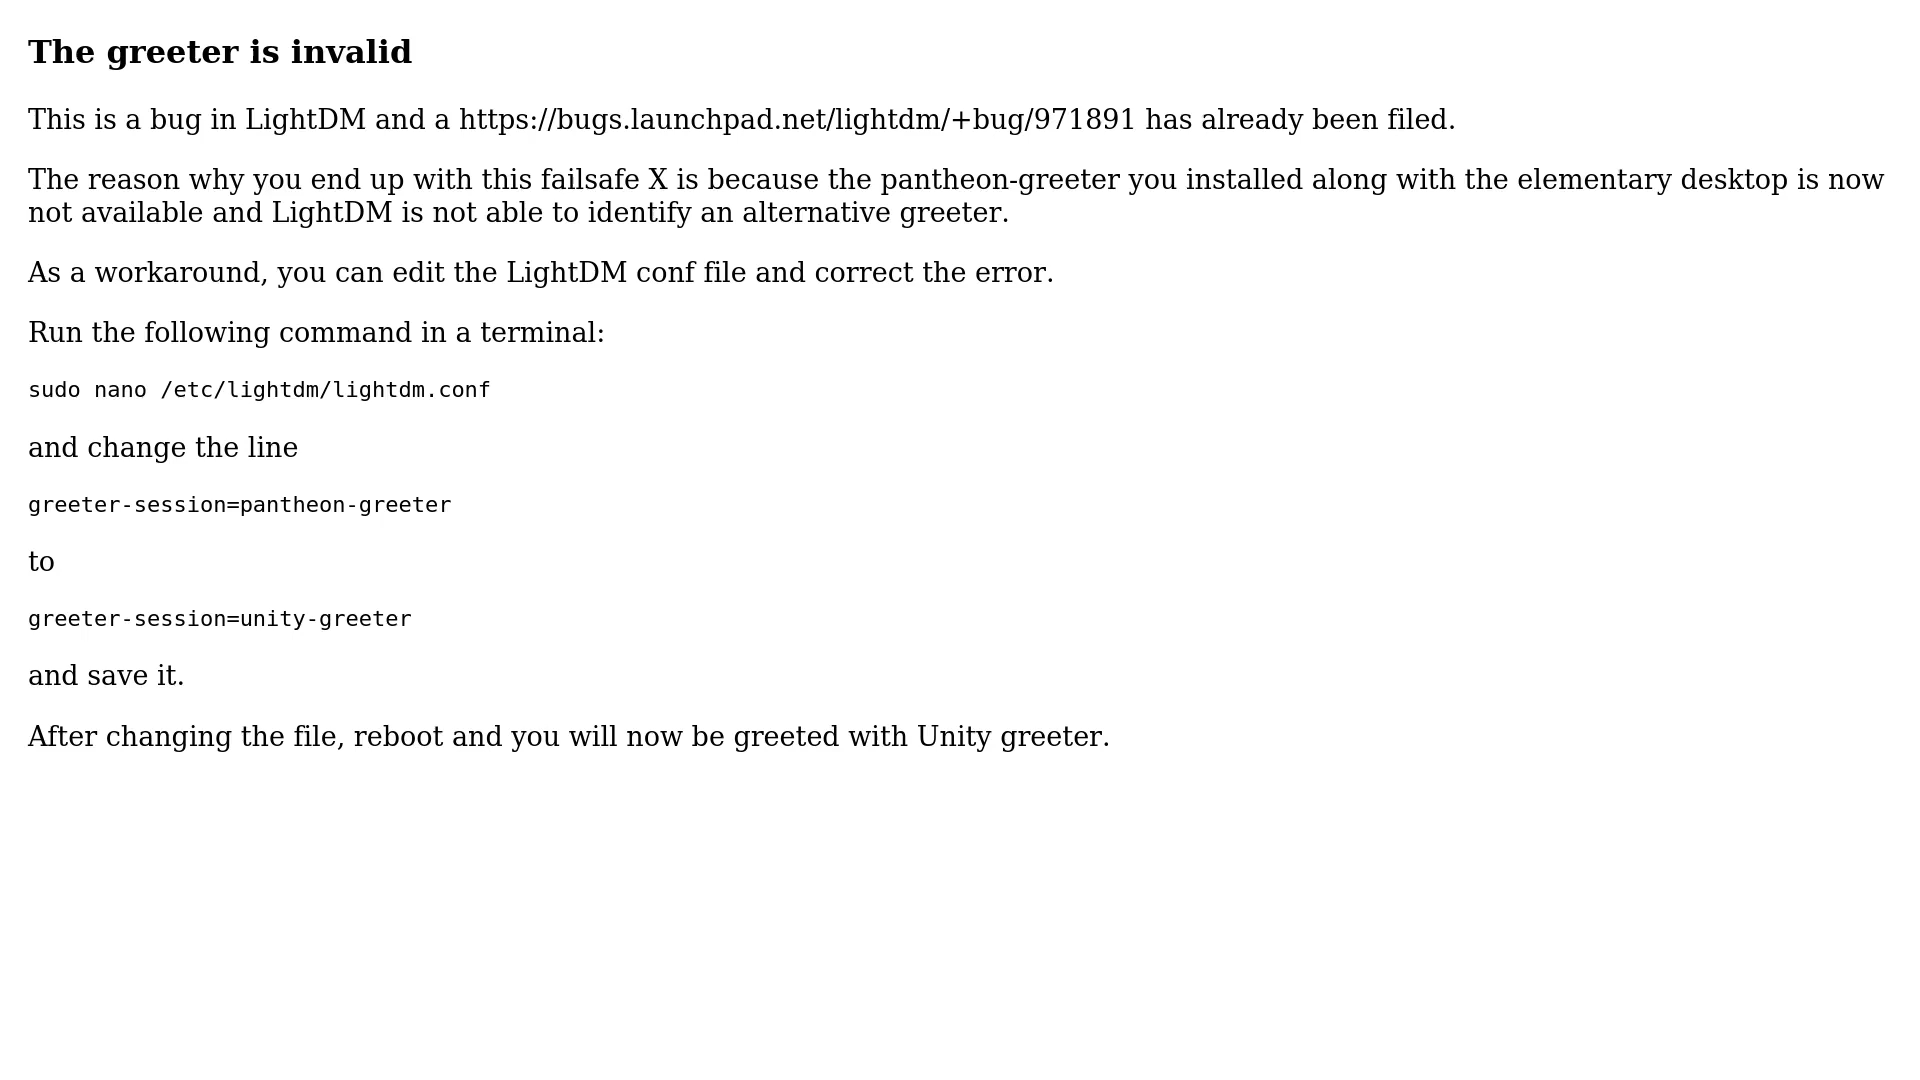 The greeter is invalid
This is a bug in LightDM and a https://bugs.launchpad.net/lightdm/+bug/971891 has already been filed.
The reason why you end up with this failsafe X is because the pantheon-greeter you installed along with the elementary desktop is now
not available and LightDM is not able to identify an alternative greeter.
As a workaround, you can edit the LightDM conf file and correct the error.
Run the following command in a terminal:
sudo nano /etc/lightdm/lightdm.conf
and change the line
greeter-session=pantheon-greeter
to
greeter-session=unity-greeter
and save it.
After changing the file, reboot and you will now be greeted with Unity greeter.